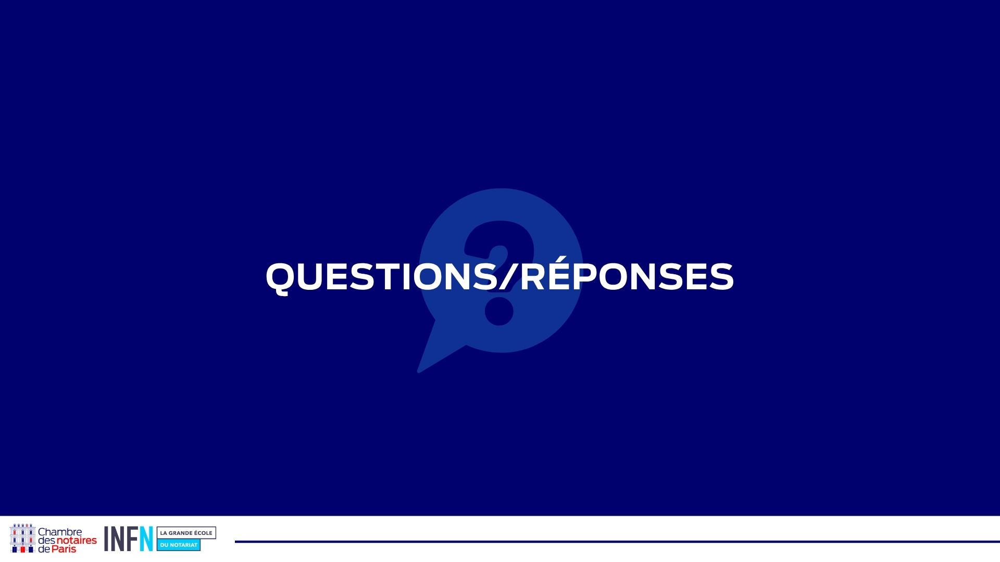 ?
QUESTIONS/RÉPONSES
Chambre
des notaires
de Paris
INFN
LA GRANDE ÉCOLE
DU NOTARIAT